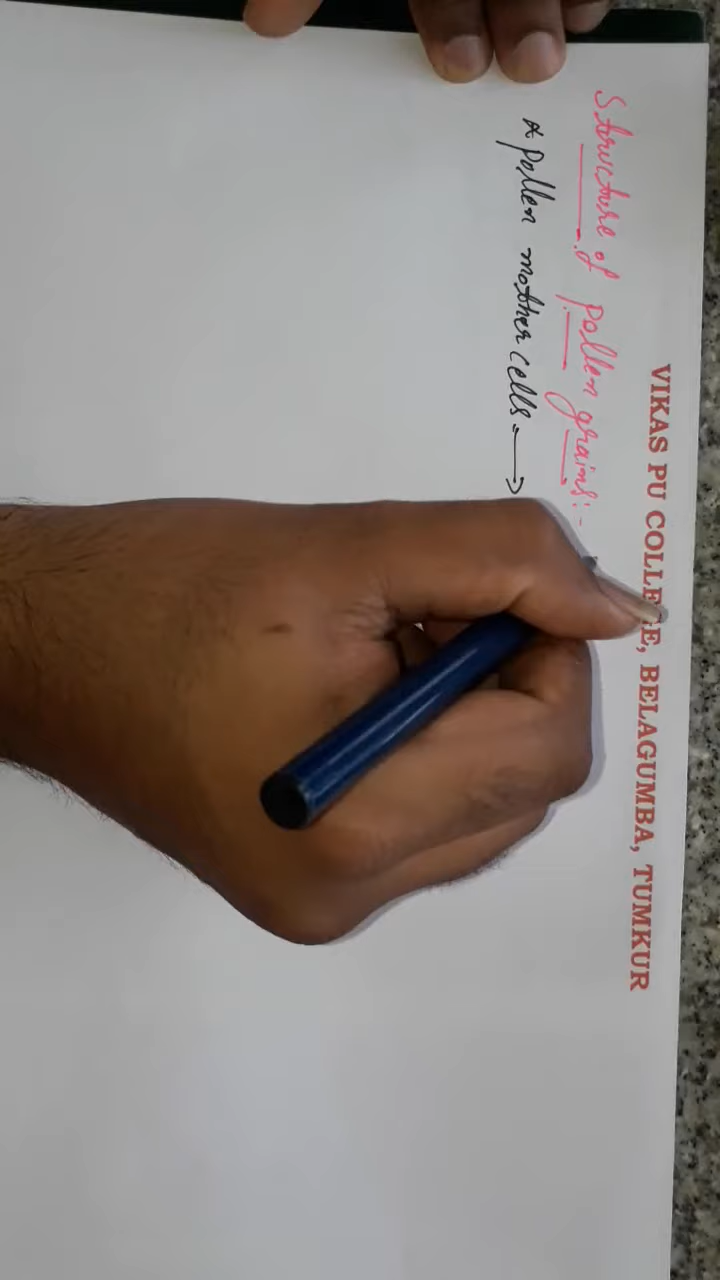 VIKAS PU COLLEGE, BELAGUMBA, TUMKUR
Structure of pollen grains:-
* Pollen mother cells →